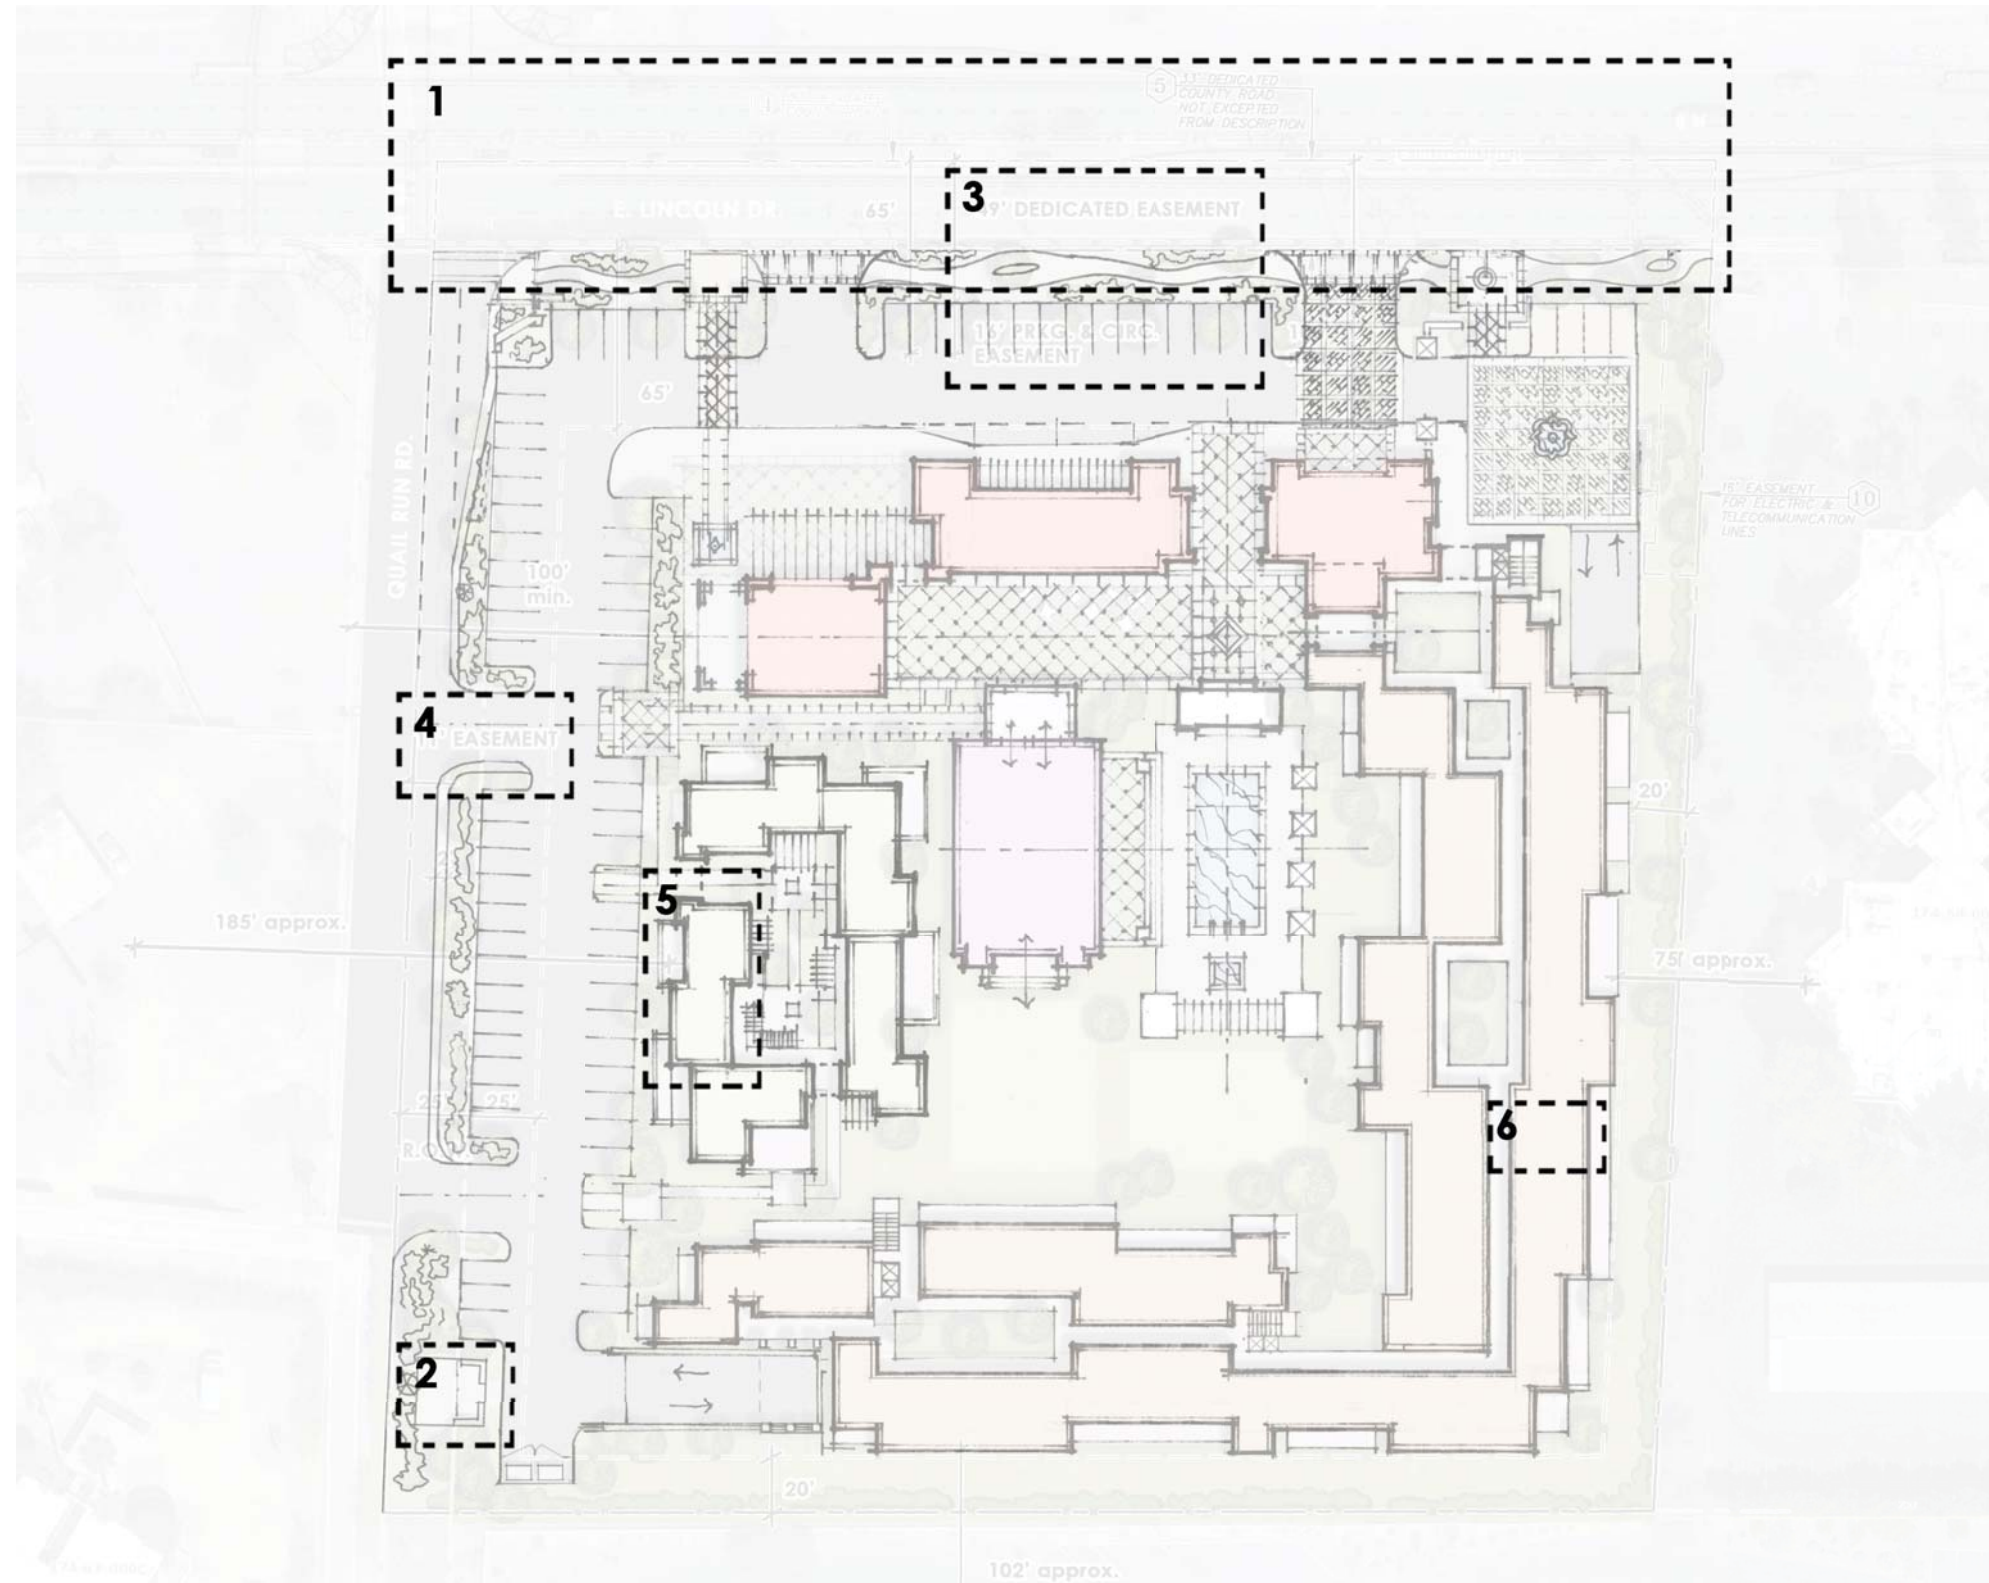 1
5
33' DEDICATED
COUNTY ROAD
NOT EXCEPTED
FROM DESCRIPTION
3
E. LINCOLN DR.
65'
49' DEDICATED EASEMENT
16' PRKG. & CIRC.
EASEMENT
65'
QUAIL RUN RD.
16' EASEMENT
FOR ELECTRIC &
TELECOMMUNICATION
LINES
10
100'
min.
4
EASEMENT
20'
5
185' approx.
75' approx.
25'
25'
6
2
20'
102' approx.